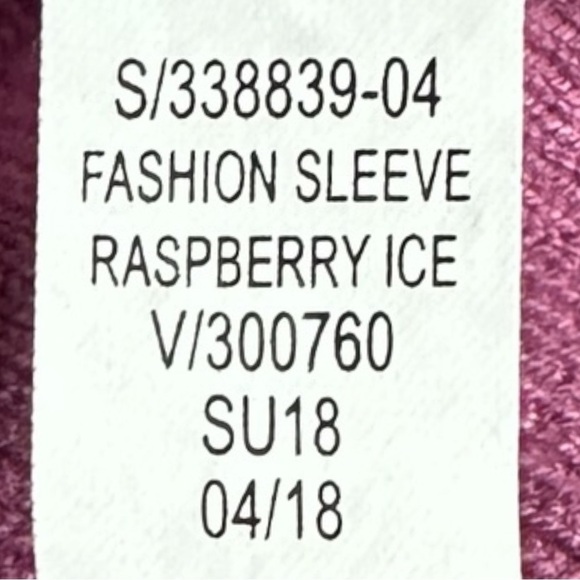 S/338839-04
FASHION SLEEVE
RASPBERRY ICE
V/300760
SU18
04/18